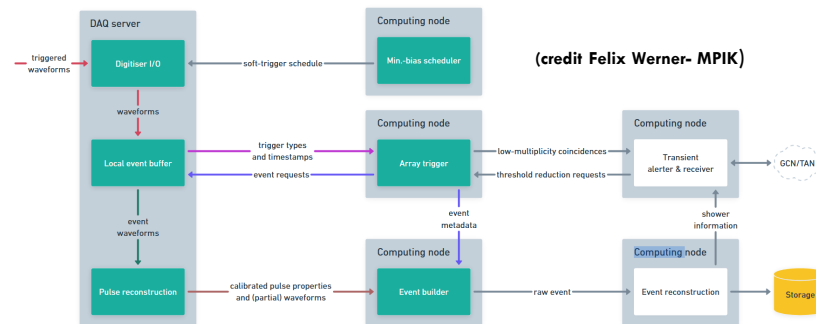 DAQ server
Computing node
triggered
waveforms
Digitiser I/O
soft-trigger schedule
Min.-bias scheduler
(credit Felix Werner- MPIK)
waveforms
Computing node
Computing node
Local event buffer
trigger types
and timestamps
event requests
Array trigger
low-multiplicity coincidences
threshold reduction requests
Transient
alerter & receiver
GCN/TAN
event
waveforms
event
metadata
shower
information
Computing node
Computing node
Pulse reconstruction
calibrated pulse properties
and (partial) waveforms
Event builder
raw event
Event reconstruction
Storage